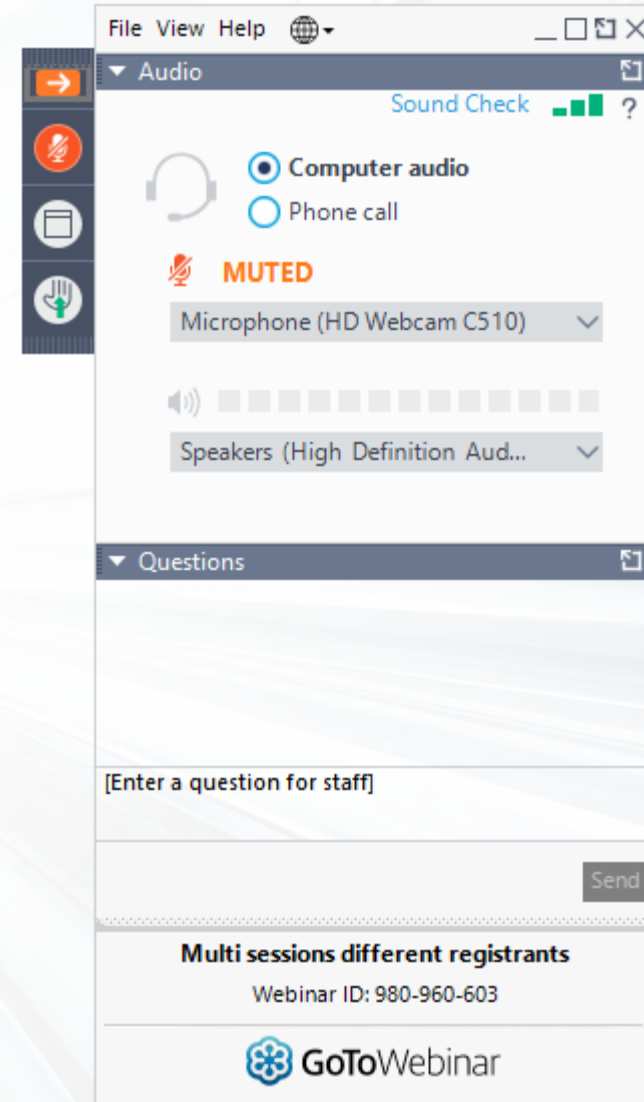 File View Help
Audio
Sound Check ?
Computer audio
Phone call
MUTED
Microphone (HD Webcam C510)
Speakers (High Definition Aud...
Questions
[Enter a question for staff]
Send
Multi sessions different registrants
Webinar ID: 980-960-603
GoToWebinar